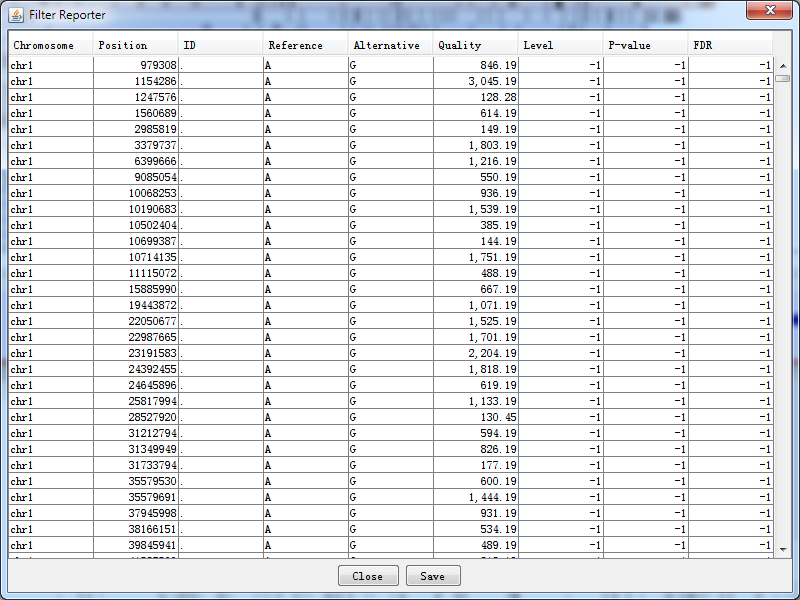 Filter Reporter
Chromosome Position ID Reference Alternative Quality Level P-value FDR
chr1 979308 . A G 846.19 -1 -1 -1
chr1 1154286 . A G 3,045.19 -1 -1 -1
chr1 1247576 . A G 128.28 -1 -1 -1
chr1 1560689 . A G 614.19 -1 -1 -1
chr1 2985819 . A G 149.19 -1 -1 -1
chr1 3379737 . A G 1,803.19 -1 -1 -1
chr1 6399666 . A G 1,216.19 -1 -1 -1
chr1 9085054 . A G 550.19 -1 -1 -1
chr1 10068253 . A G 936.19 -1 -1 -1
chr1 10190683 . A G 1,539.19 -1 -1 -1
chr1 10502404 . A G 385.19 -1 -1 -1
chr1 10699387 . A G 144.19 -1 -1 -1
chr1 10714135 . A G 1,751.19 -1 -1 -1
chr1 11115072 . A G 488.19 -1 -1 -1
chr1 15885990 . A G 667.19 -1 -1 -1
chr1 19443872 . A G 1,071.19 -1 -1 -1
chr1 22050677 . A G 1,525.19 -1 -1 -1
chr1 22987665 . A G 1,701.19 -1 -1 -1
chr1 23191583 . A G 2,204.19 -1 -1 -1
chr1 24392455 . A G 1,818.19 -1 -1 -1
chr1 24645896 . A G 619.19 -1 -1 -1
chr1 25817994 . A G 1,133.19 -1 -1 -1
chr1 28527920 . A G 130.45 -1 -1 -1
chr1 31212794 . A G 594.19 -1 -1 -1
chr1 31349949 . A G 826.19 -1 -1 -1
chr1 31733794 . A G 177.19 -1 -1 -1
chr1 35579530 . A G 600.19 -1 -1 -1
chr1 35579691 . A G 1,444.19 -1 -1 -1
chr1 37945998 . A G 931.19 -1 -1 -1
chr1 38166151 . A G 534.19 -1 -1 -1
chr1 39845941 . A G 489.19 -1 -1 -1
Close Save